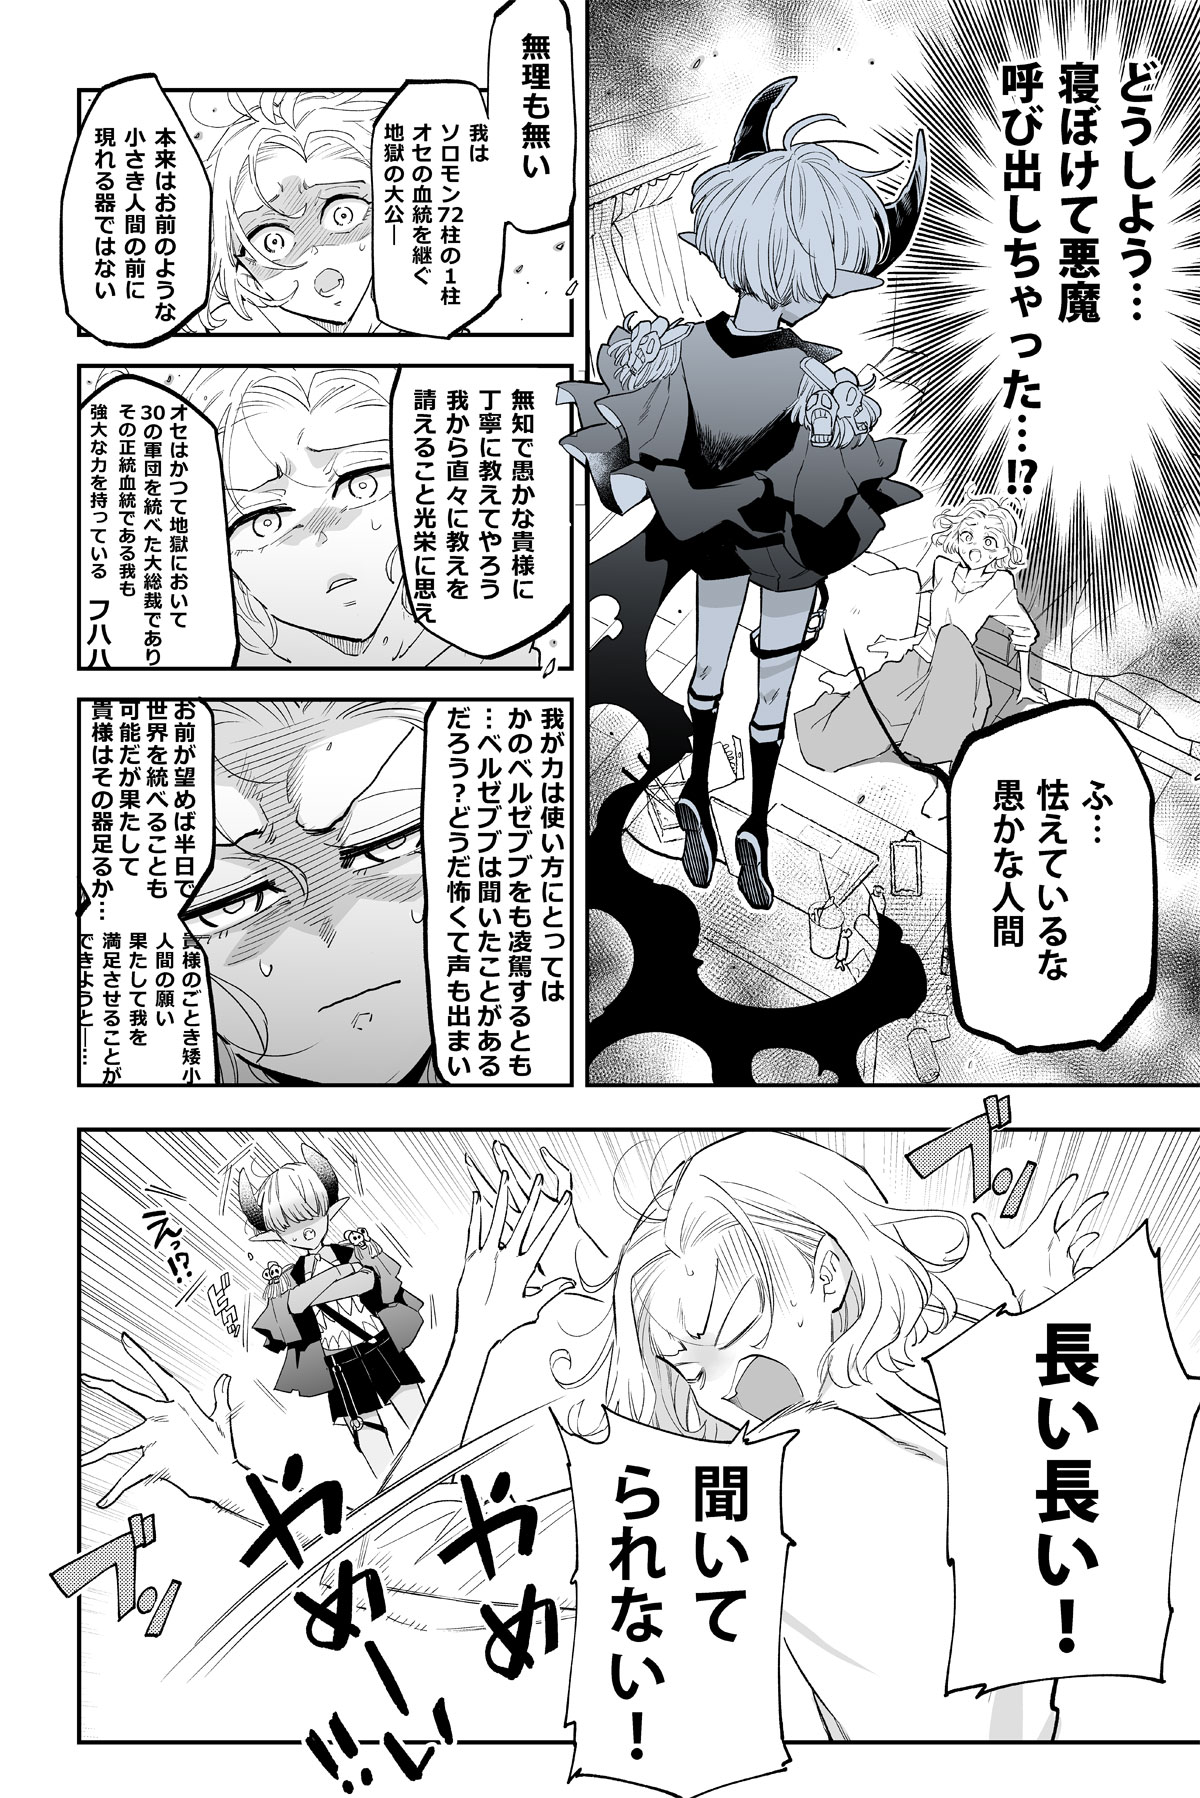 どうしよう…
寝ぼけて悪魔
呼び出しちゃった…⁉
ふ…
怯えているな
愚かな人間
無理も無い
我は
ソロモン72柱の1柱
オセの血統を継ぐ
地獄の大公―
本来はお前のような
小さき人間の前に
現れる器ではない
無知で愚かな貴様に
丁寧に教えてやろう
我から直々に教えを
請えること光栄に思え
オセはかつて地獄において
30の軍団を統べた大総裁であり
その正統血統である我も
強大な力を持っている
フハハ
我が力は使い方にとっては
かのベルゼブブをも凌駕するとも
…ベルゼブブは聞いたことがある
だろう?どうだ怖くて声も出まい
お前が望めば半日で
世界を統べることも
可能だが果たして
貴様はその器足るか…
貴様のごとき矮小
人間の願い
果たして我を
満足させることが
できようと―…
ブンッ
長い長い!
聞いて
られない!
えっ!?
ビクッ
やめ
やめーい!!
ブンッ